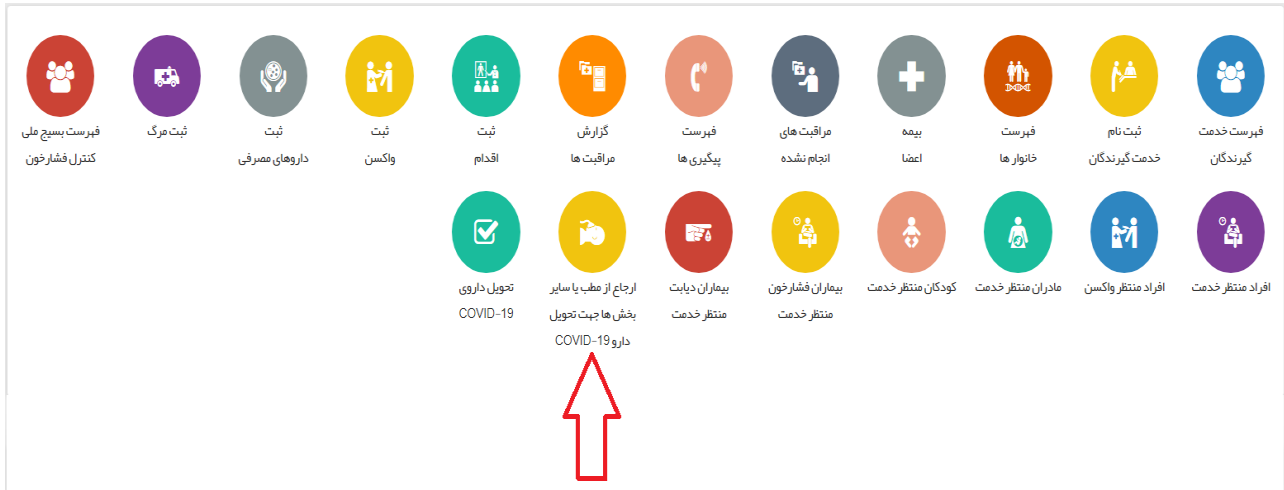 فهرست خدمت
گیرندگان
ثبت نام
خدمت گیرندگان
فهرست
خانوار ها
بیمه
اعضا
مراقبت های
انجام نشده
فهرست
پیگیری ها
گزارش
مراقبت ها
ثبت
اقدام
ثبت
واکسن
ثبت
داروهای مصرفی
ثبت مرگ
فهرست بسیج ملی
کنترل فشارخون
افراد منتظر خدمت
افراد منتظر واکسن
مادران منتظر خدمت
کودکان منتظر خدمت
بیماران فشارخون
منتظر خدمت
بیماران دیابت
منتظر خدمت
ارجاع از مطب یا سایر
بخش ها جهت تحویل
دارو COVID-19
تحویل داروی
COVID-19